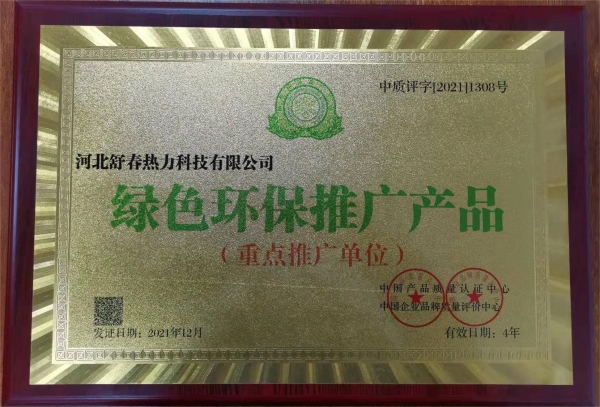 中质评字[2021]1308号
河北舒春热力科技有限公司
绿色环保推广产品
(重点推广单位)
中国产品质量认证中心
中国企业品牌质量评价中心
发证日期:2021年12月
有效日期:4年